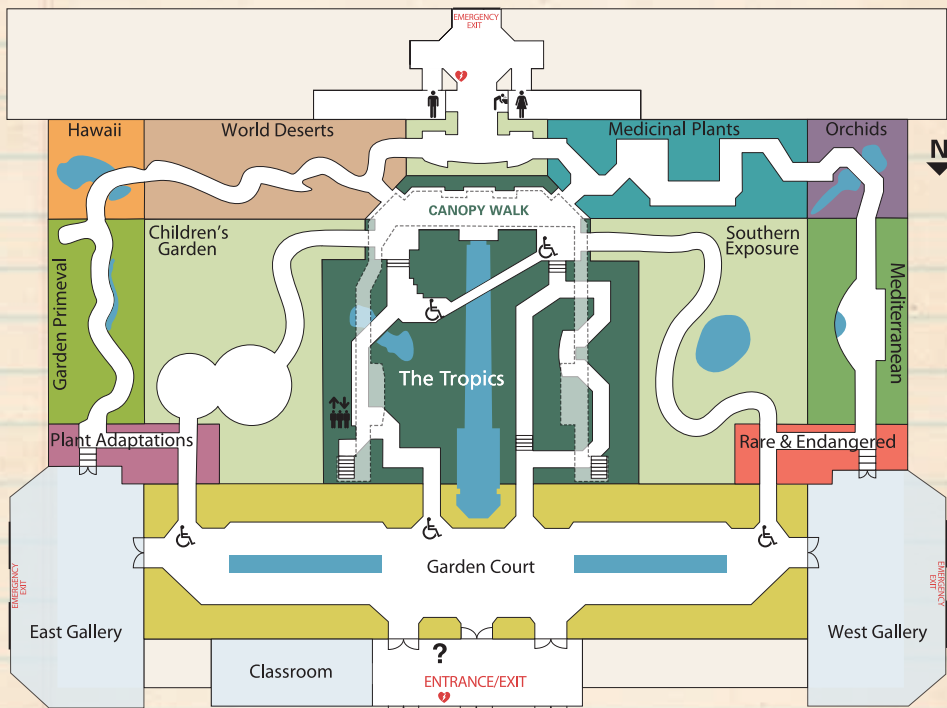 EMERGENCY
EXIT
Hawaii
World Deserts
Medicinal Plants
Orchids
N
CANOPY WALK
Children's
Garden
Southern
Exposure
Garden Primeval
Mediterranean
The Tropics
Plant Adaptations
Rare & Endangered
Garden Court
EMERGENCY
EXIT
EMERGENCY
EXIT
East Gallery
West Gallery
?
Classroom
ENTRANCE/EXIT